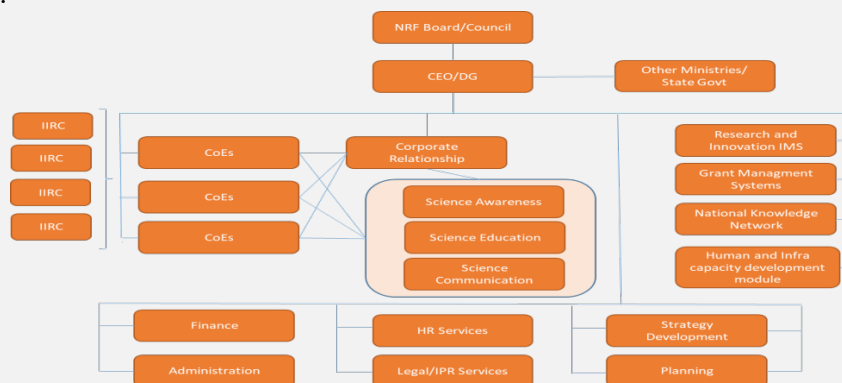 .
NRF Board/Council
CEO/DG
Other Ministries/
State Govt
IIRC
IIRC
IIRC
IIRC
CoEs
CoEs
CoEs
Corporate
Relationship
Science Awareness
Science Education
Science
Communication
Research and
Innovation IMS
Grant Managment
Systems
National Knowledge
Network
Human and Infra
capacity development
module
Finance
HR Services
Strategy
Development
Administration
Legal/IPR Services
Planning